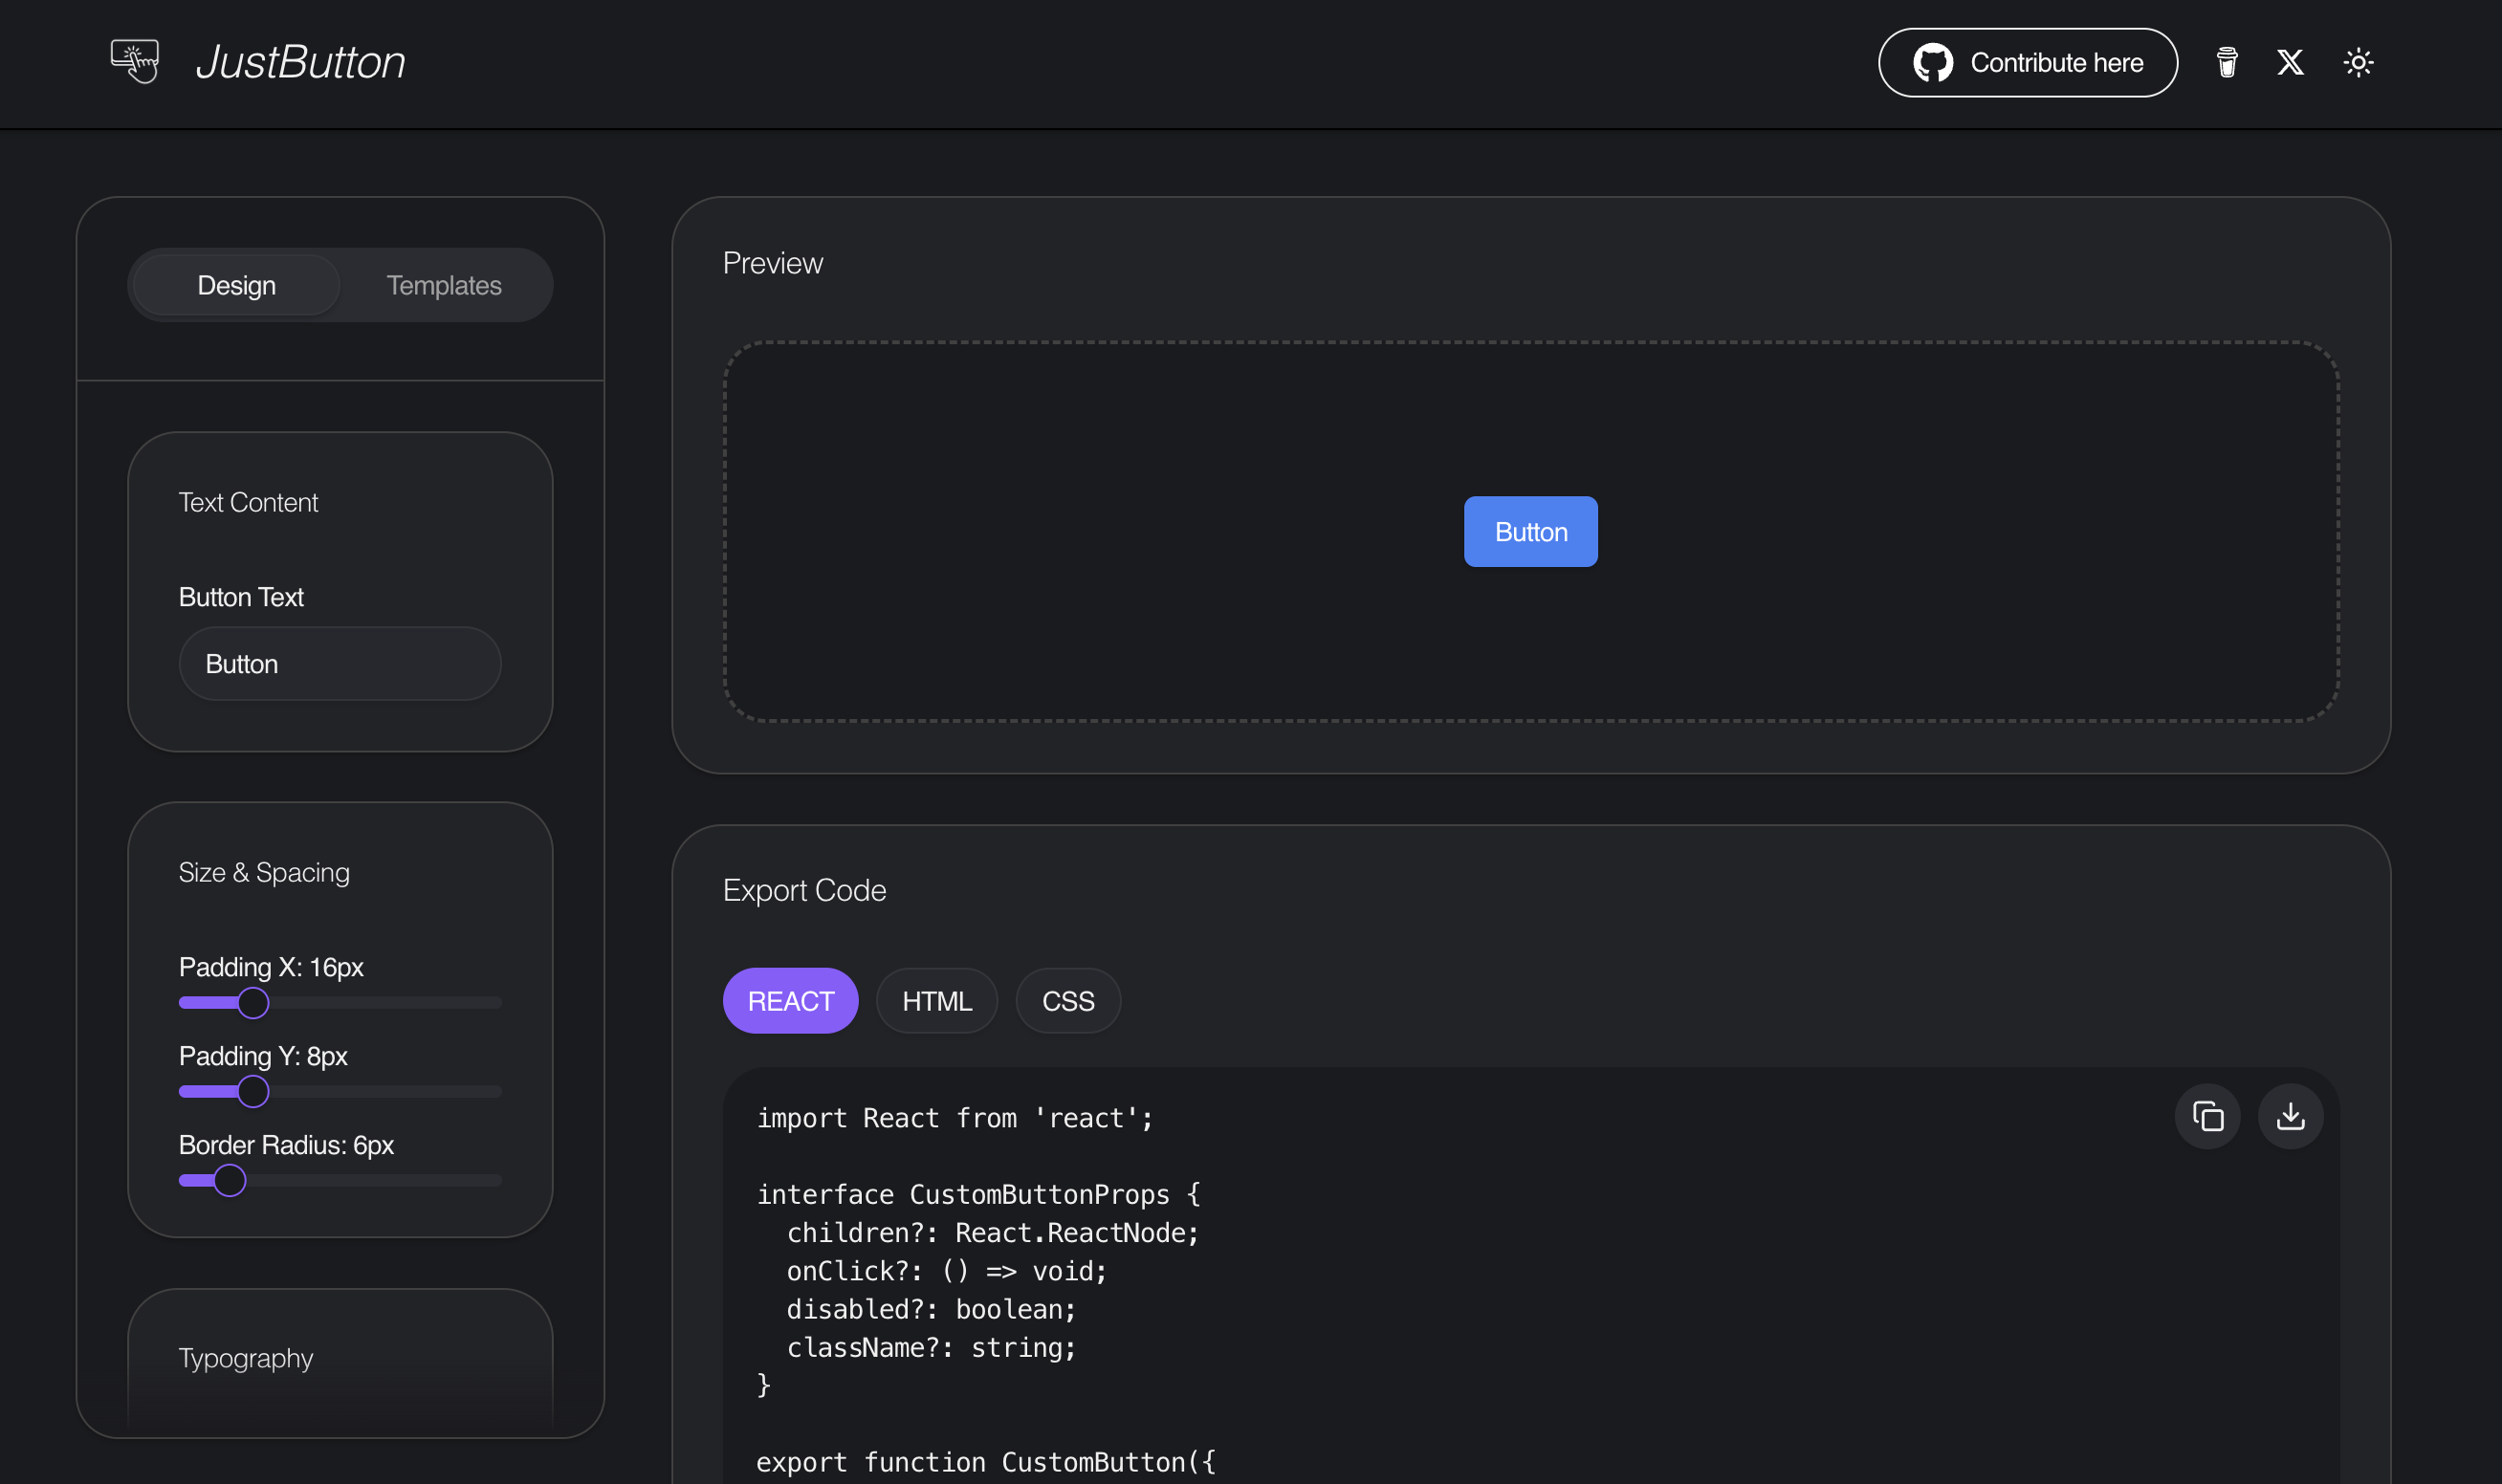 JustButton
Contribute here
Design
Templates
Text Content
Button Text
Button
Size & Spacing
Padding X: 16px
Padding Y: 8px
Border Radius: 6px
Typography
Preview
Button
Export Code
REACT
HTML
CSS
import React from 'react';
interface CustomButtonProps {
  children?: React.ReactNode;
  onClick?: () => void;
  disabled?: boolean;
  className?: string;
}
export function CustomButton({